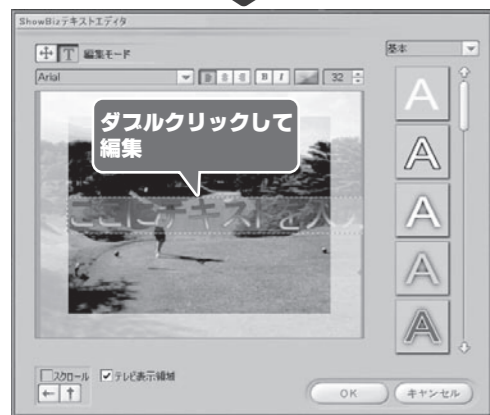 ShowBizテキストエディタ
T 編集モード
基本
Arial
B I 32
ダブルクリックして
編集
ここにテキストを入
A
A
A
A
A
スクロール テレビ表示領域
OK キャンセル